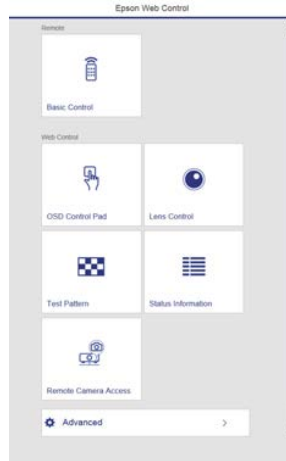 Epson Web Control
Remote
Basic Control
Web Control
OSD Control Pad
Lens Control
Test Pattern
Status Information
Remote Camera Access
Advanced